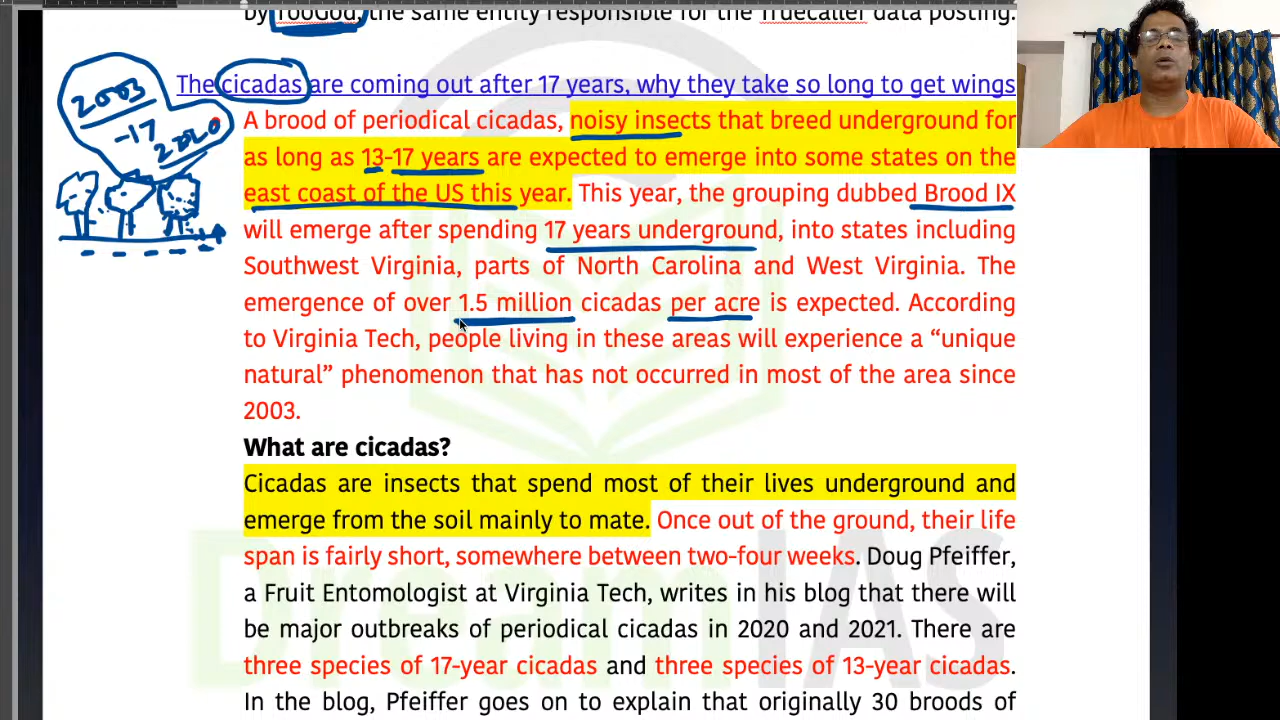 by TooGod, the same entity responsible for the Truecaller data posting.
The cicadas are coming out after 17 years, why they take so long to get wings
2003
-17
2020
A brood of periodical cicadas, noisy insects that breed underground for
as long as 13-17 years are expected to emerge into some states on the
east coast of the US this year. This year, the grouping dubbed Brood IX
will emerge after spending 17 years underground, into states including
Southwest Virginia, parts of North Carolina and West Virginia. The
emergence of over 1.5 million cicadas per acre is expected. According
to Virginia Tech, people living in these areas will experience a “unique
natural” phenomenon that has not occurred in most of the area since
2003.
What are cicadas?
Cicadas are insects that spend most of their lives underground and
emerge from the soil mainly to mate. Once out of the ground, their life
span is fairly short, somewhere between two-four weeks. Doug Pfeiffer,
a Fruit Entomologist at Virginia Tech, writes in his blog that there will
be major outbreaks of periodical cicadas in 2020 and 2021. There are
three species of 17-year cicadas and three species of 13-year cicadas.
In the blog, Pfeiffer goes on to explain that originally 30 broods of
Dream IAS